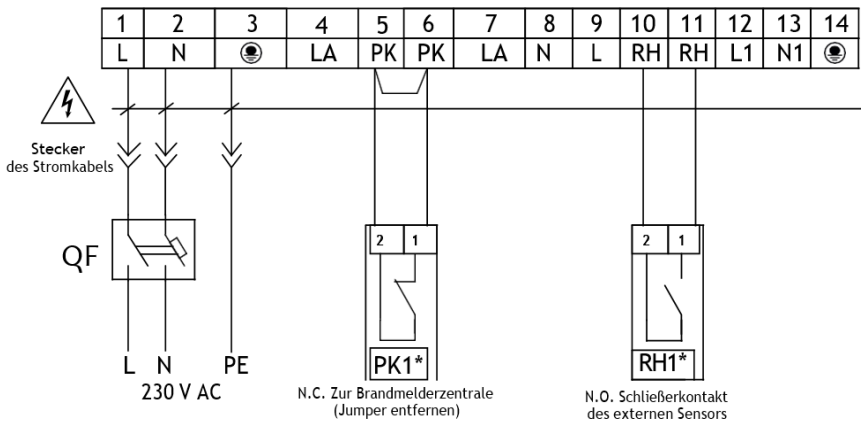 1 2 3 4 5 6 7 8 9 10 11 12 13 14
L N LA PK PK LA N L RH RH L1 N1
Stecker
des Stromkabels
QF
2 1
2 1
PK1*
RH1*
L N PE
230 V AC
N.C. Zur Brandmelderzentrale
(Jumper entfernen)
N.O. Schließerkontakt
des externen Sensors